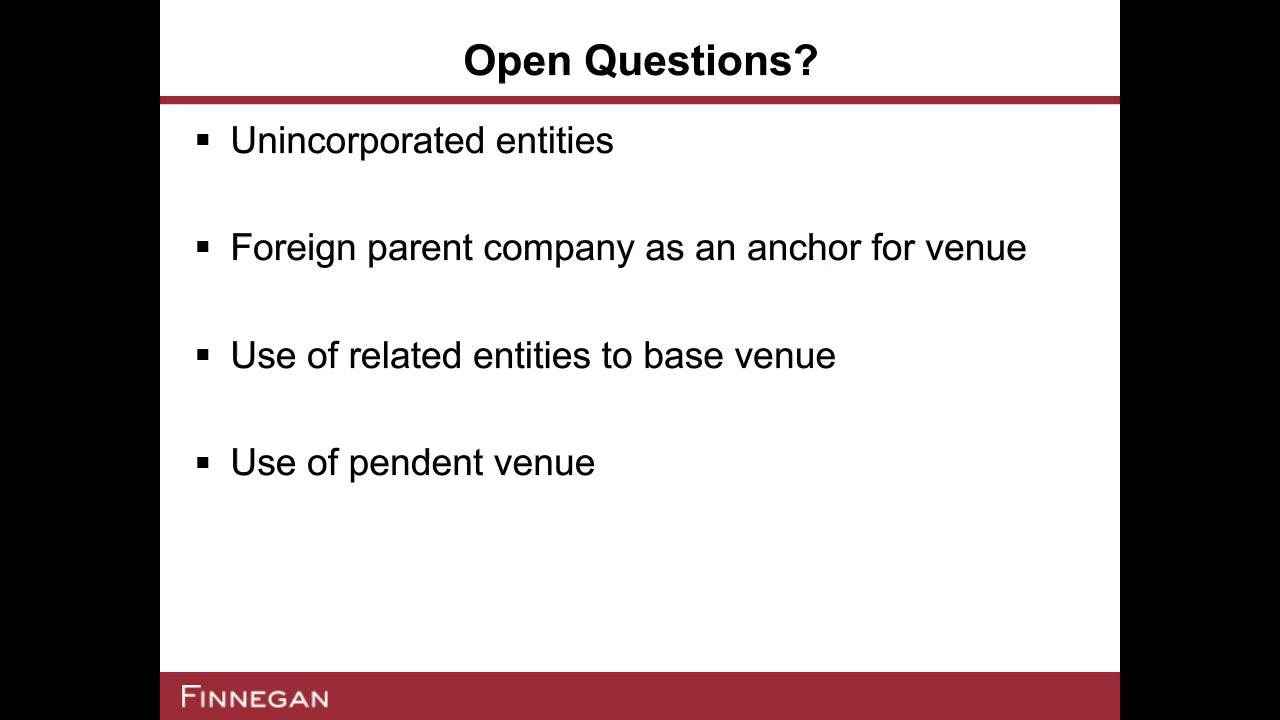 Open Questions?
▪ Unincorporated entities
▪ Foreign parent company as an anchor for venue
▪ Use of related entities to base venue
▪ Use of pendent venue
FINNEGAN